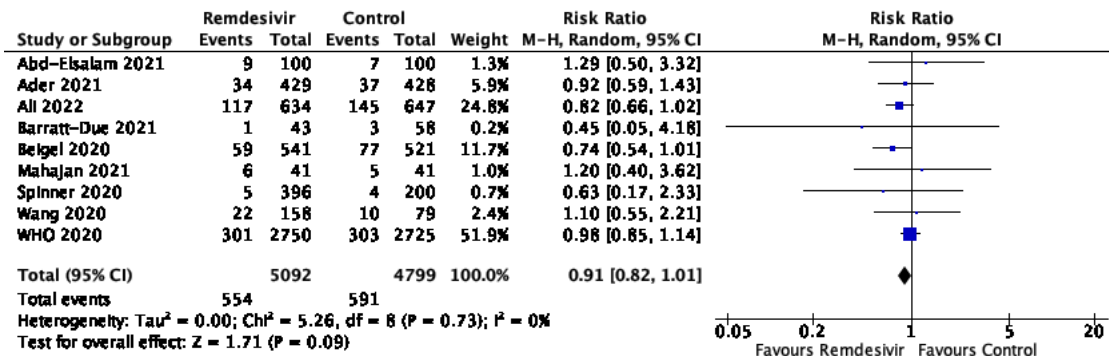 Remdesivir Control Risk Ratio Risk Ratio
Study or Subgroup Events Total Events Total Weight M-H, Random, 95% CI M-H, Random, 95% CI
Abd-Elsalam 2021 9 100 7 100 1.3% 1.29 [0.50, 3.32]
Ader 2021 34 429 37 428 5.9% 0.92 [0.59, 1.43]
Ali 2022 117 634 145 647 24.8% 0.82 [0.66, 1.02]
Barratt-Due 2021 1 43 3 58 0.2% 0.45 [0.05, 4.18]
Beigel 2020 59 541 77 521 11.7% 0.74 [0.54, 1.01]
Mahajan 2021 6 41 5 41 1.0% 1.20 [0.40, 3.62]
Spinner 2020 5 396 4 200 0.7% 0.63 [0.17, 2.33]
Wang 2020 22 158 10 79 2.4% 1.10 [0.55, 2.21]
WHO 2020 301 2750 303 2725 51.9% 0.98 [0.85, 1.14]
Total (95% CI) 5092 4799 100.0% 0.91 [0.82, 1.01]
Total events 554 591
Heterogeneity: Tau² = 0.00; Chi² = 5.26, df = 8 (P = 0.73); I² = 0%
Test for overall effect: Z = 1.71 (P = 0.09)
0.05 0.2 1 5 20
Favours Remdesivir Favours Control